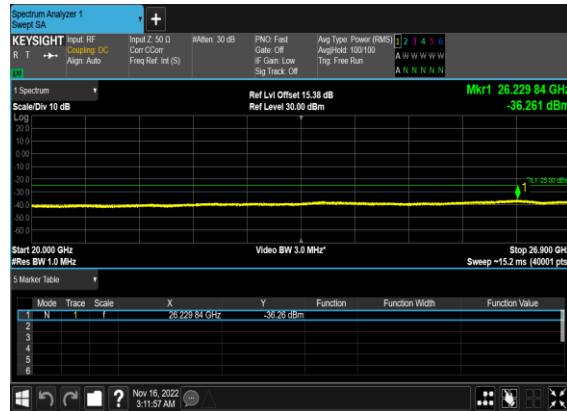 Spectrum Analyzer 1
Swept SA
KEYSIGHT
R T
Input: RF
Coupling: DC
Align: Auto
Input Z: 50 Ω
Corr CCorr
Freq Ref: Int (S)
#Atten: 30 dB
PNO: Fast
Gate: Off
IF Gain: Low
Sig Track: Off
Avg Type: Power (RMS)
Avg|Hold: 100/100
Trig: Free Run
1 2 3 4 5 6
A W W W W W
A N N N N N
1 Spectrum
Scale/Div 10 dB
Ref Lvl Offset 15.38 dB
Ref Level 30.00 dBm
Mkr1 26.229 84 GHz
-36.261 dBm
Log
20.0
10.0
0.00
-10.0
-20.0
-30.0
-40.0
-50.0
-60.0
1
DL1 -25.00 dBm
Start 20.000 GHz
#Res BW 1.0 MHz
Video BW 3.0 MHz*
Stop 26.900 GHz
Sweep ~15.2 ms (40001 pts)
5 Marker Table
Mode Trace Scale X Y Function Function Width Function Value
1 N 1 f 26.229 84 GHz -36.26 dBm
2
3
4
5
6
?
Nov 16, 2022
3:11:57 AM